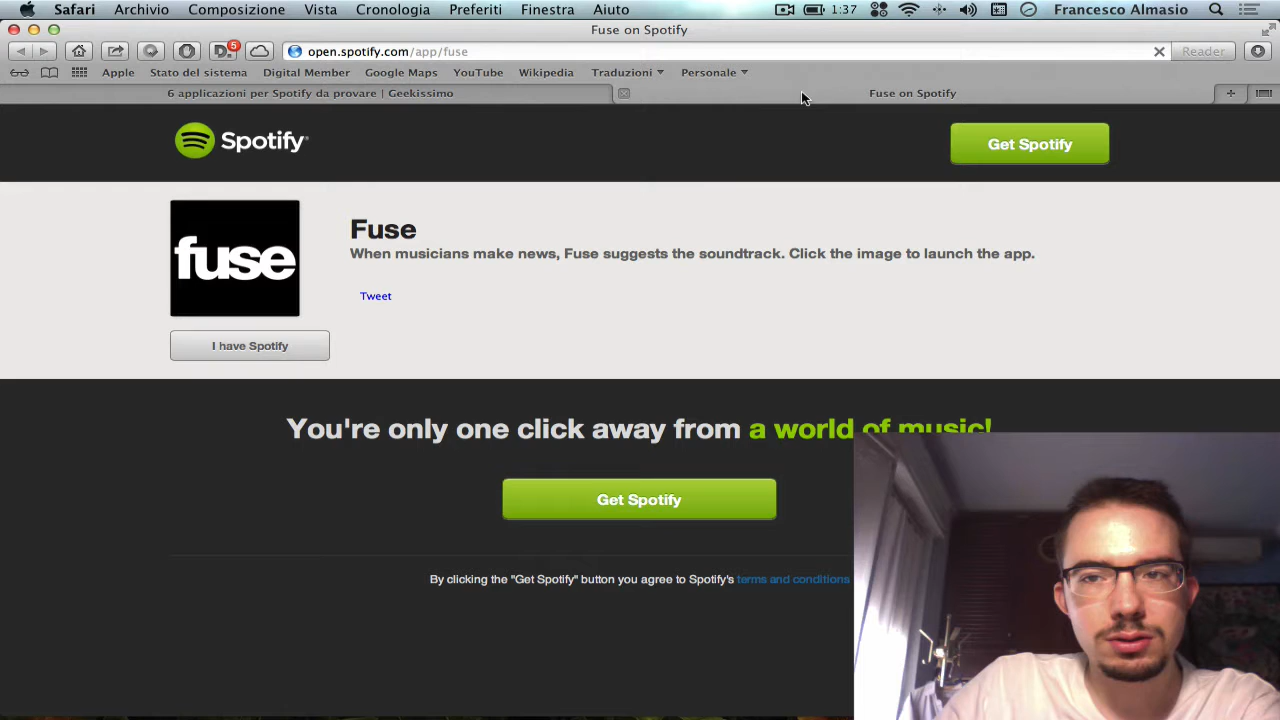 Safari Archivio Composizione Vista Cronologia Preferiti Finestra Aiuto 1:37 Francesco Almasio
Fuse on Spotify
open.spotify.com/app/fuse Reader
D. 5
Apple Stato del sistema Digital Member Google Maps YouTube Wikipedia Traduzioni Personale
6 applicazioni per Spotify da provare | Geekissimo Fuse on Spotify
Spotify Get Spotify
fuse
Fuse
When musicians make news, Fuse suggests the soundtrack. Click the image to launch the app.
Tweet
I have Spotify
You're only one click away from a world of music!
Get Spotify
By clicking the "Get Spotify" button you agree to Spotify's terms and conditions